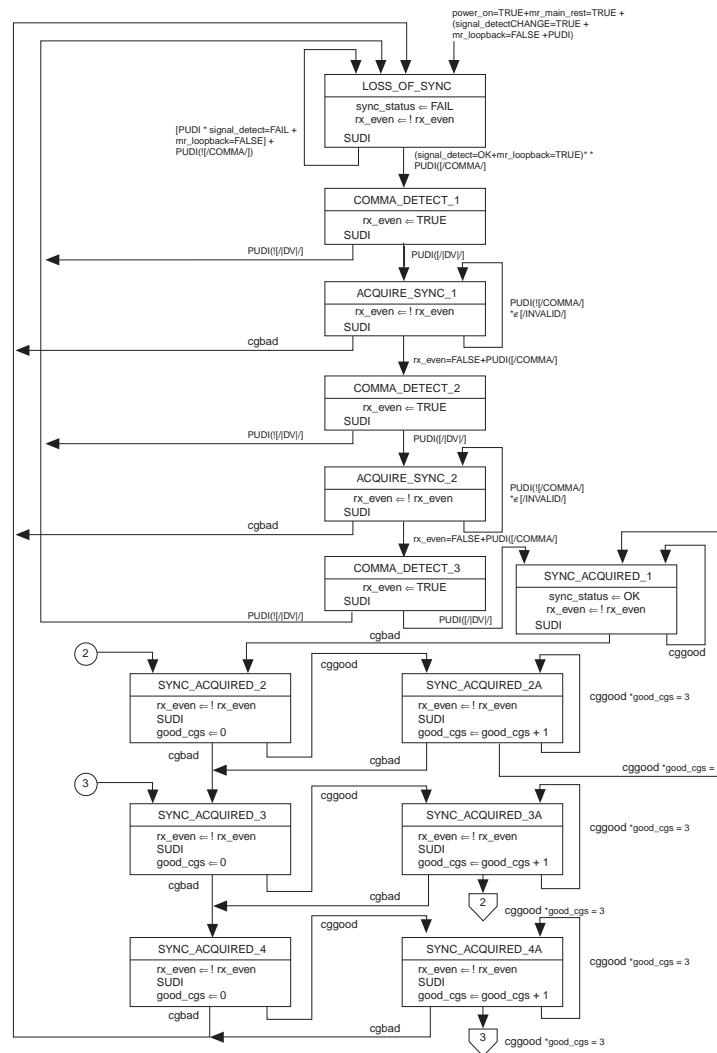 power_on=TRUE+mr_main_rest=TRUE +
(signal_detectCHANGE=TRUE +
mr_loopback=FALSE +PUDI)
LOSS_OF_SYNC
sync_status ⇐ FAIL
rx_even ⇐ ! rx_even
SUDI
[PUDI * signal_detect=FAIL +
mr_loopback=FALSE] +
PUDI(![/COMMA/])
(signal_detect=OK+mr_loopback=TRUE)* *
PUDI([/COMMA/]
COMMA_DETECT_1
rx_even ⇐ TRUE
SUDI
PUDI(![/|DV|/]
PUDI([/|DV|/]
ACQUIRE_SYNC_1
rx_even ⇐ ! rx_even
SUDI
PUDI(![/COMMA/]
*∉[/INVALID/]
cgbad
rx_even=FALSE+PUDI([/COMMA/]
COMMA_DETECT_2
rx_even ⇐ TRUE
SUDI
PUDI(![/|DV|/]
PUDI([/|DV|/]
ACQUIRE_SYNC_2
rx_even ⇐ ! rx_even
SUDI
PUDI(![/COMMA/]
*∉[/INVALID/]
cgbad
rx_even=FALSE+PUDI([/COMMA/]
COMMA_DETECT_3
rx_even ⇐ TRUE
SUDI
PUDI(![/|DV|/]
PUDI([/|DV|/]
SYNC_ACQUIRED_1
sync_status ⇐ OK
rx_even ⇐ ! rx_even
SUDI
cgbad
cggood
2
SYNC_ACQUIRED_2
rx_even ⇐ ! rx_even
SUDI
good_cgs ⇐ 0
cggood
SYNC_ACQUIRED_2A
rx_even ⇐ ! rx_even
SUDI
good_cgs ⇐ good_cgs + 1
cggood *good_cgs = 3
cgbad
cgbad
cggood *good_cgs =
3
SYNC_ACQUIRED_3
rx_even ⇐ ! rx_even
SUDI
good_cgs ⇐ 0
cggood
SYNC_ACQUIRED_3A
rx_even ⇐ ! rx_even
SUDI
good_cgs ⇐ good_cgs + 1
cggood *good_cgs = 3
cgbad
cgbad
2
cggood *good_cgs = 3
SYNC_ACQUIRED_4
rx_even ⇐ ! rx_even
SUDI
good_cgs ⇐ 0
cggood
SYNC_ACQUIRED_4A
rx_even ⇐ ! rx_even
SUDI
good_cgs ⇐ good_cgs + 1
cggood *good_cgs = 3
cgbad
cgbad
3
cggood *good_cgs = 3